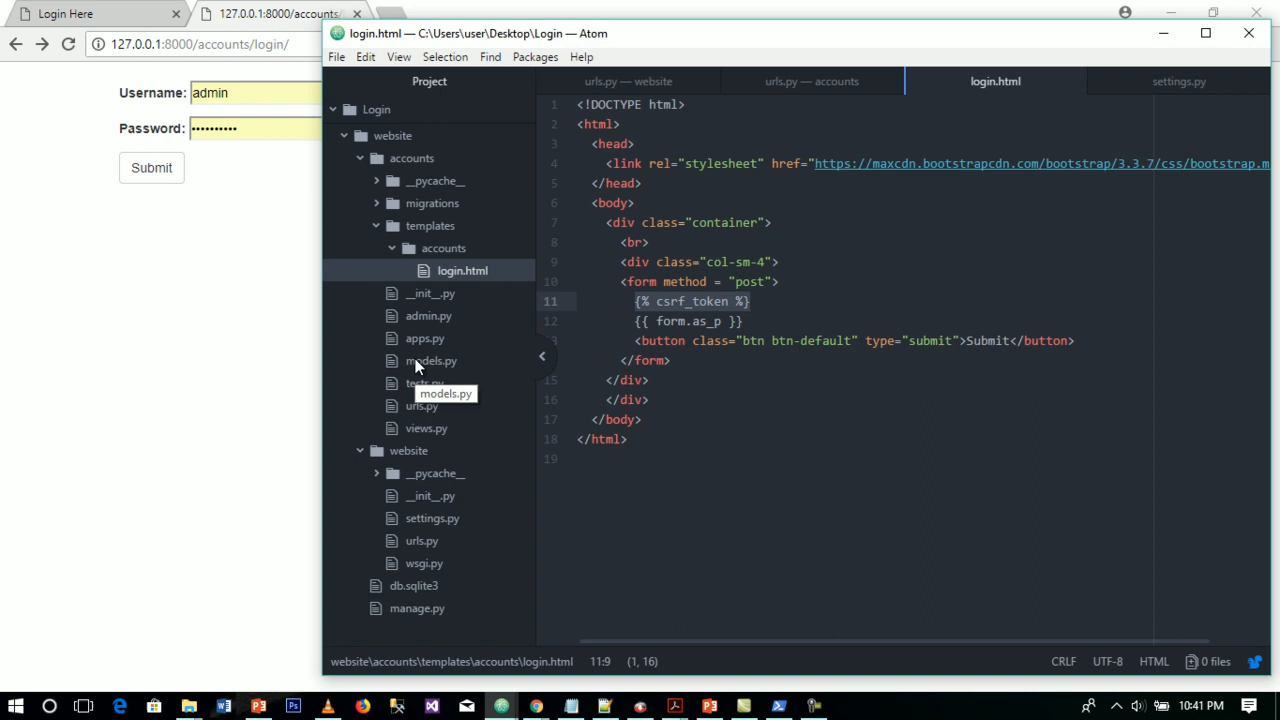 Login Here
127.0.0.1:8000/accounts/
127.0.0.1:8000/accounts/login/
Username: admin
Password: ••••••••••
Submit
login.html — C:\Users\user\Desktop\Login — Atom
File Edit View Selection Find Packages Help
Project
urls.py — website
urls.py — accounts
login.html
settings.py
Login
website
accounts
__pycache__
migrations
templates
accounts
login.html
__init__.py
admin.py
apps.py
models.py
tests.py
models.py
urls.py
views.py
website
__pycache__
__init__.py
settings.py
urls.py
wsgi.py
db.sqlite3
manage.py
1 <!DOCTYPE html>
2 <html>
3 <head>
4 <link rel="stylesheet" href="https://maxcdn.bootstrapcdn.com/bootstrap/3.3.7/css/bootstrap.m
5 </head>
6 <body>
7 <div class="container">
8 <br>
9 <div class="col-sm-4">
10 <form method = "post">
11 {% csrf_token %}
12 {{ form.as_p }}
<button class="btn btn-default" type="submit">Submit</button>
</form>
15 </div>
16 </div>
17 </body>
18 </html>
19
website\accounts\templates\accounts\login.html 11:9 (1, 16)
CRLF UTF-8 HTML 0 files
10:41 PM